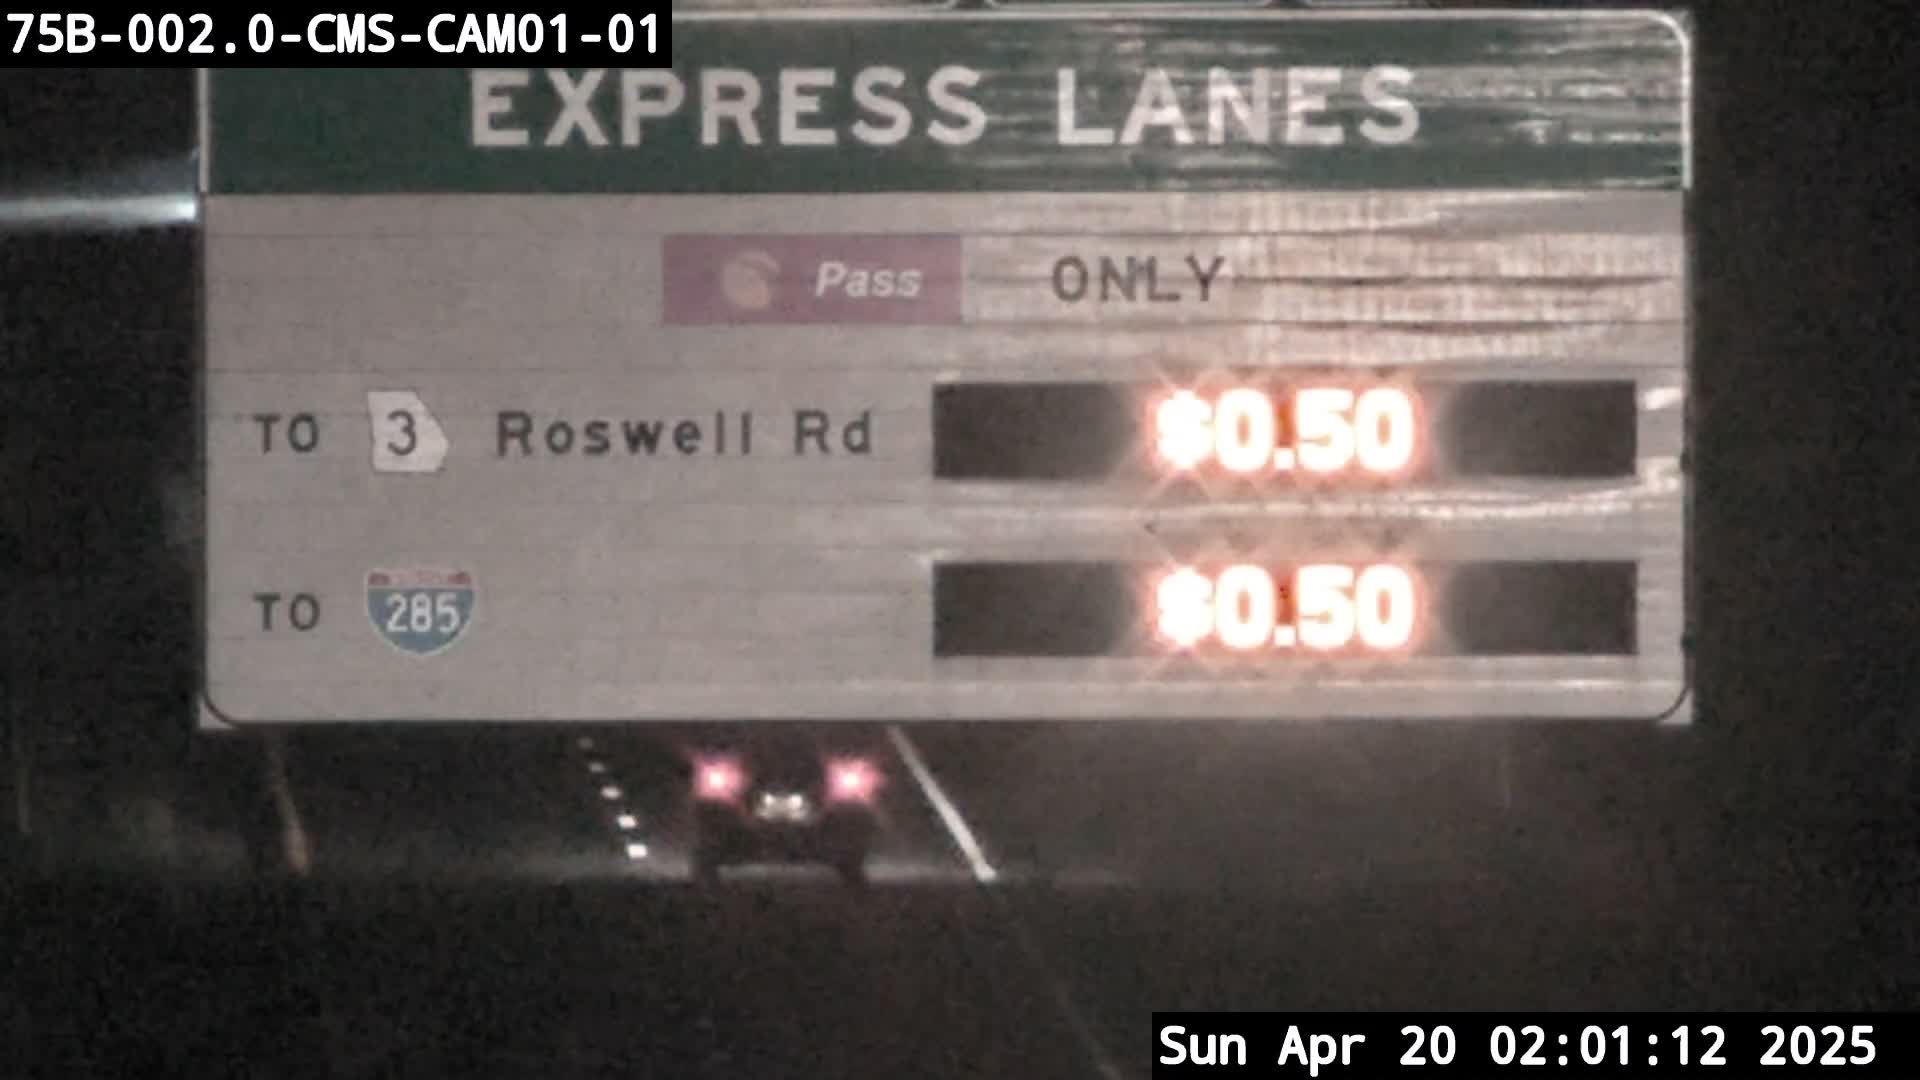 75B-002.0-CMS-CAM01-01
EXPRESS LANES
Pass ONLY
TO 3 Roswell Rd $0.50
TO 285 $0.50
Sun Apr 20 02:01:12 2025